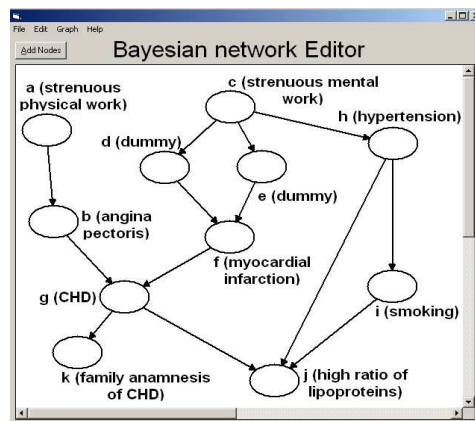 File Edit Graph Help
Add Nodes
Bayesian network Editor
a (strenuous
physical work)
c (strenuous mental
work)
h (hypertension)
d (dummy)
e (dummy)
b (angina
pectoris)
f (myocardial
infarction)
g (CHD)
i (smoking)
k (family anamnesis
of CHD)
j (high ratio of
lipoproteins)